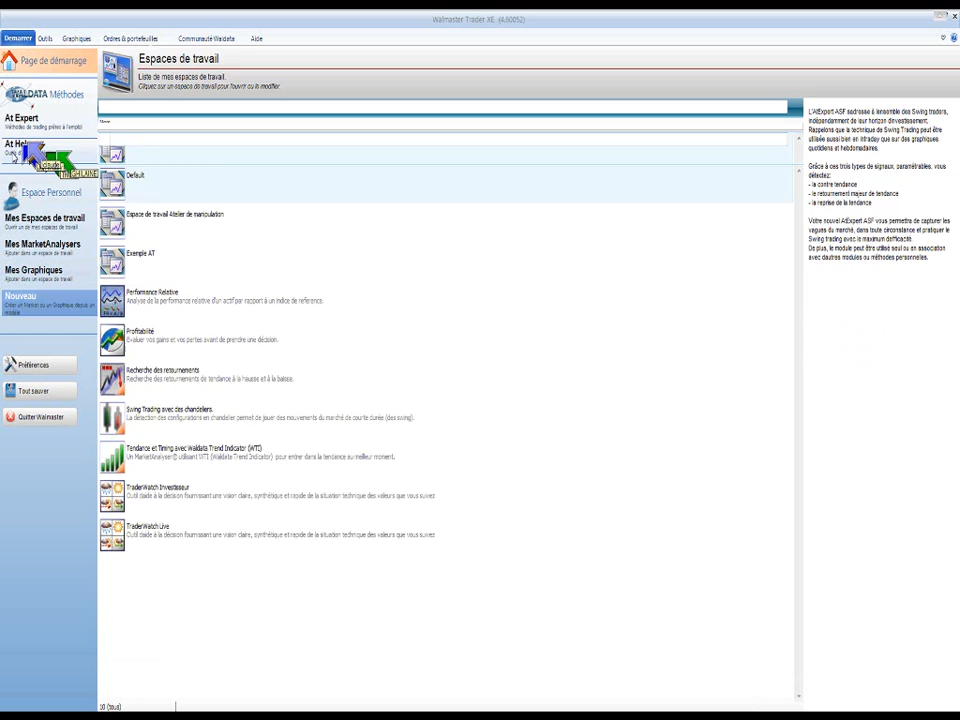 Walmaster Trader XE (4.60052)
Démarrer Outils Graphiques Ordres & portefeuilles Communauté Waldata Aide
Page de démarrage
Espaces de travail
Liste de mes espaces de travail.
Cliquez sur un espace de travail pour l'ouvrir ou le modifier.
WALDATA Méthodes
At Expert
Méthodes de trading prêtes à l'emploi
At Hel
Espace Personnel
Mes Espaces de travail
Ouvrir un de mes espaces de travail
Mes MarketAnalysers
Ajouter dans un espace de travail
Mes Graphiques
Ajouter dans un espace de travail
Nouveau
Créer un Market ou un Graphique depuis un
modèle
Préférences
Tout sauver
Quitter Walmaster
Nom
Default
Espace de travail Atelier de manipulation
Exemple AT
Performance Relative
Analyse de la performance relative d'un actif par rapport à un indice de reference.
Profitabilité
Evaluer vos gains et vos pertes avant de prendre une décision.
Recherche des retournements
Recherche des retournements de tendance à la hausse et à la baisse.
Swing Trading avec des chandeliers.
La détection des configurations en chandelier permet de jouer des mouvements du marché de courte durée (des swing).
Tendance et Timing avec Waldata Trend Indicator (WTI)
Un MarketAnalyser© utilisant WTI (Waldata Trend Indicator) pour entrer dans la tendance au meilleur moment.
TraderWatch Investisseur
Outil d'aide à la décision fournissant une vision claire, synthétique et rapide de la situation technique des valeurs que vous suivez
TraderWatch Live
Outil d'aide à la décision fournissant une vision claire, synthétique et rapide de la situation technique des valeurs que vous suivez
10 (tous)
L'AtExpert ASF s'adresse à l'ensemble des Swing traders,
indépendamment de leur horizon d'investissement.
Rappelons que la technique de Swing Trading peut être
utilisée aussi bien en intraday que sur des graphiques
quotidiens et hebdomadaires.
Grâce à ces trois types de signaux, paramétrables, vous
détectez:
- la contre tendance
- le retournement majeur de tendance
- la reprise de la tendance
Votre nouvel AtExpert ASF vous permettra de capturer les
vagues du marché, dans toute circonstance et pratiquer le
Swing trading avec le maximum d'efficacité.
De plus, le module peut être utilisé seul ou en association
avec d'autres modules ou méthodes personnelles.